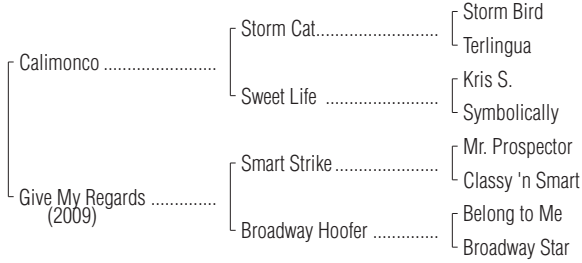 Storm Bird
Storm Cat..............................
Terlingua
Calimonco ............................
Kris S.
Sweet Life ............................
Symbolically
Mr. Prospector
Smart Strike..........................
Classy 'n Smart
Give My Regards ................
(2009)
Belong to Me
Broadway Hoofer ................
Broadway Star